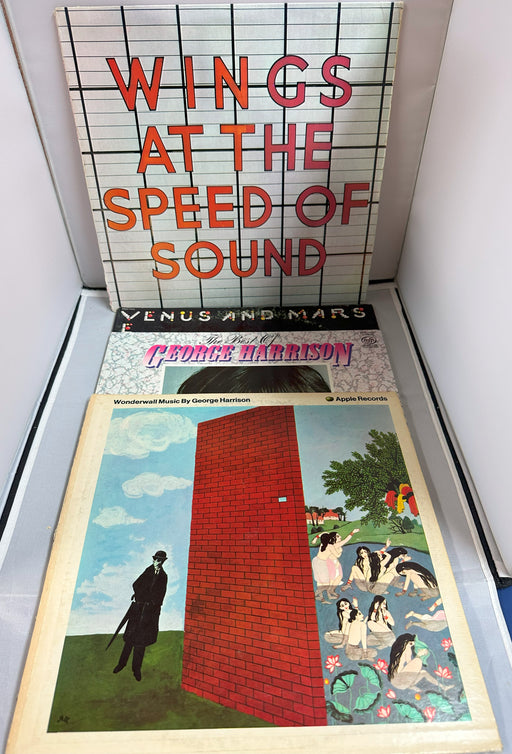 WINGS
AT THE
SPEED OF
SOUND
VENUS AND MARS
The Best Of
GEORGE HARRISON
Wonderwall Music By George Harrison
Apple Records